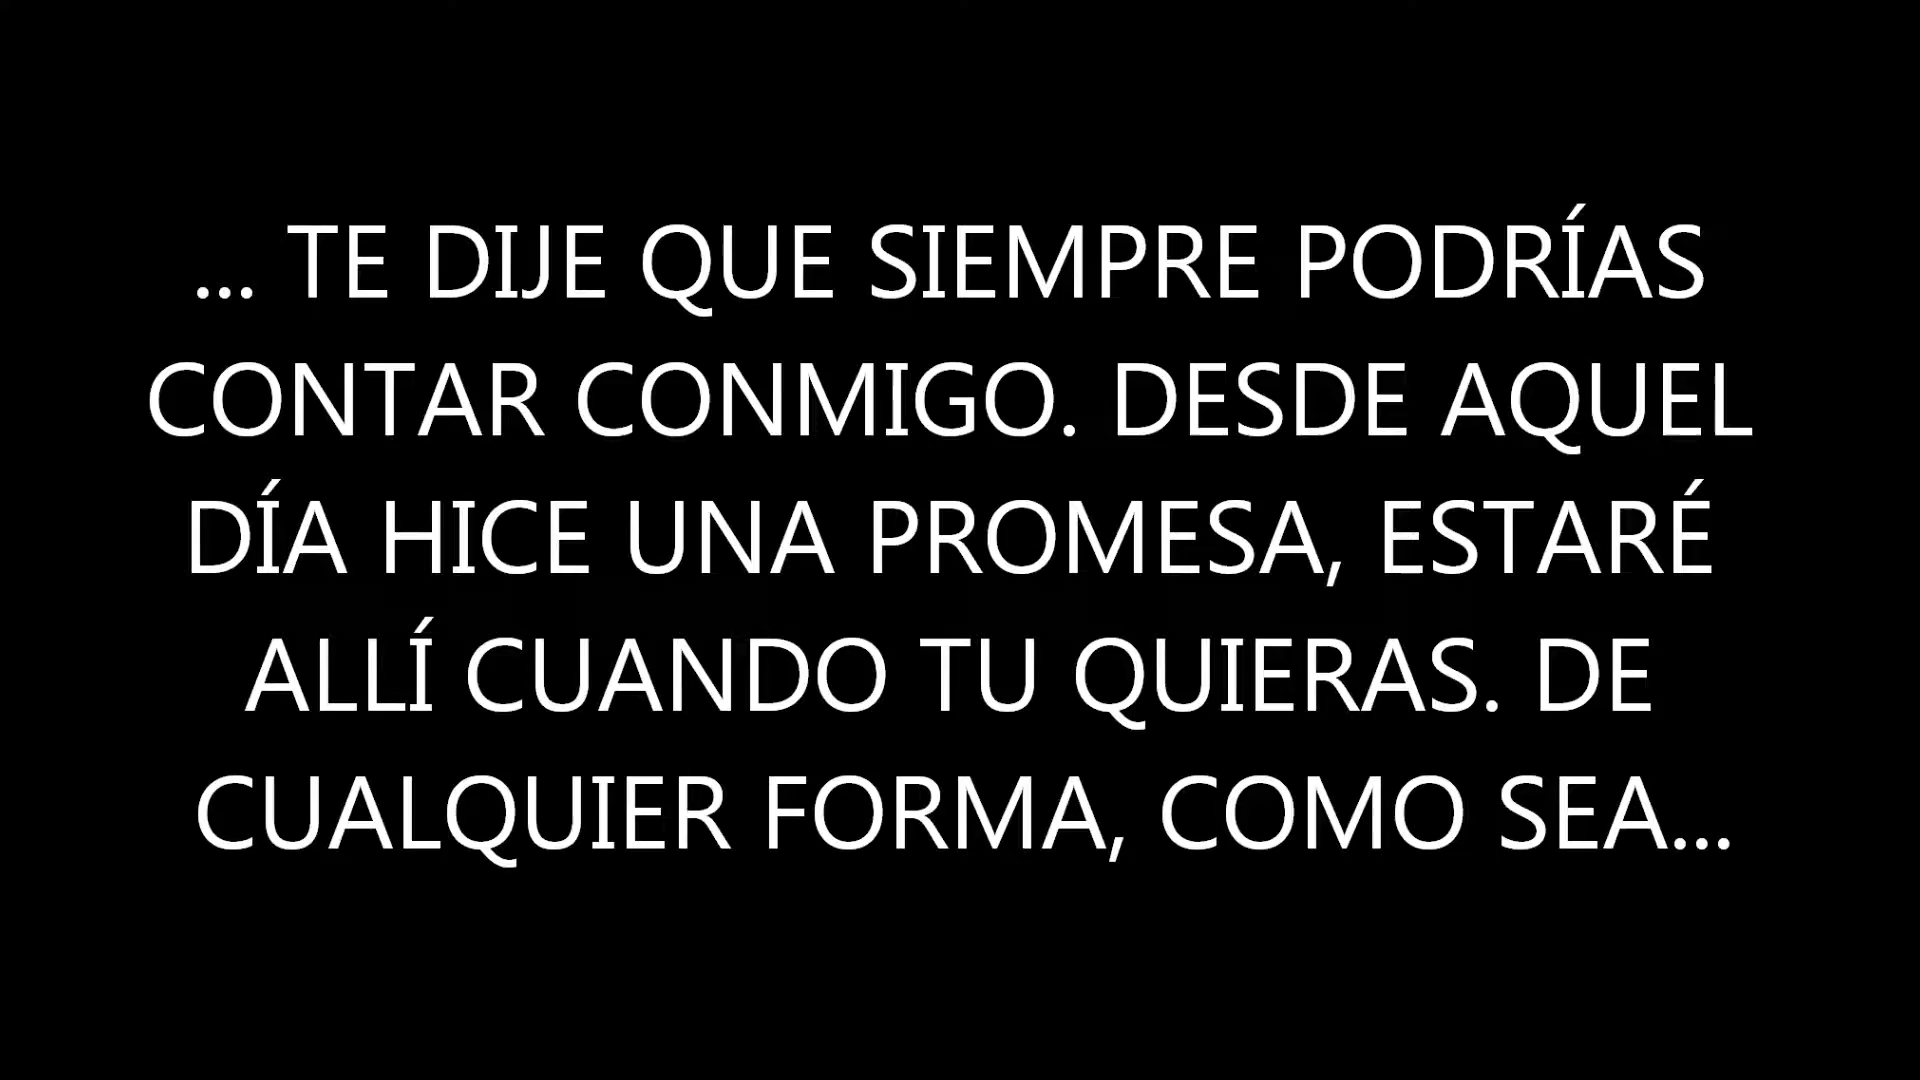 ... TE DIJE QUE SIEMPRE PODRÍAS
CONTAR CONMIGO. DESDE AQUEL
DÍA HICE UNA PROMESA, ESTARÉ
ALLÍ CUANDO TU QUIERAS. DE
CUALQUIER FORMA, COMO SEA...